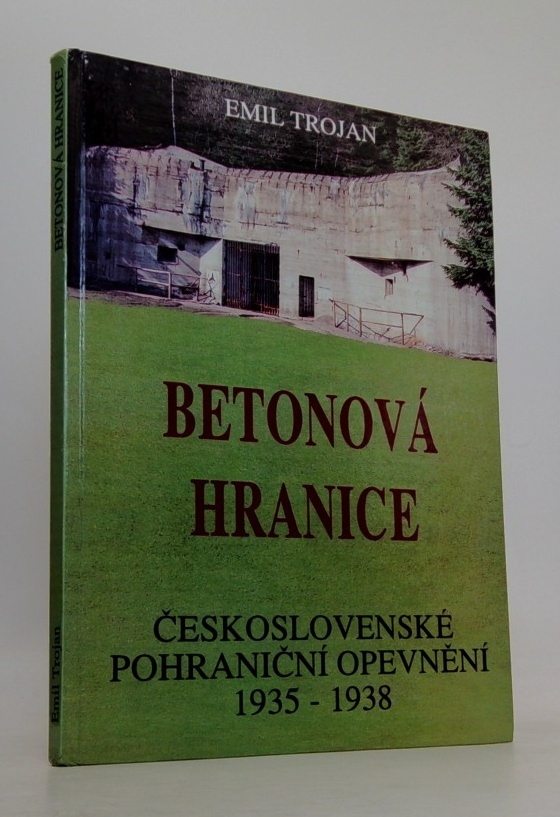 EMIL TROJAN
BETONOVÁ
HRANICE
ČESKOSLOVENSKÉ
POHRANIČNÍ OPEVNĚNÍ
1935 - 1938
BETONOVÁ HRANICE
Emil Trojan